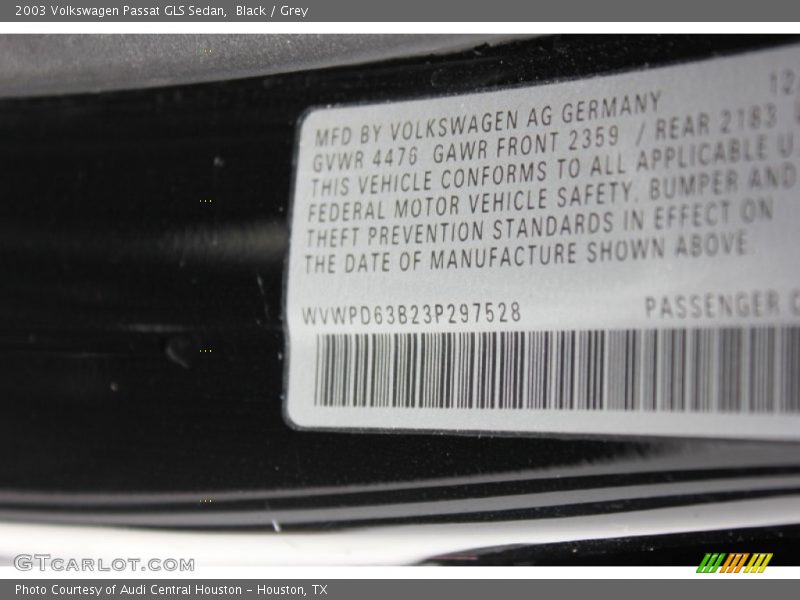 2003 Volkswagen Passat GLS Sedan, Black / Grey
12
MFD BY VOLKSWAGEN AG GERMANY
GVWR 4476 GAWR FRONT 2359 / REAR 2183
THIS VEHICLE CONFORMS TO ALL APPLICABLE U
FEDERAL MOTOR VEHICLE SAFETY, BUMPER AND
THEFT PREVENTION STANDARDS IN EFFECT ON
THE DATE OF MANUFACTURE SHOWN ABOVE.
WVWPD63B23P297528 PASSENGER C
GTCARLOT.COM
Photo Courtesy of Audi Central Houston - Houston, TX